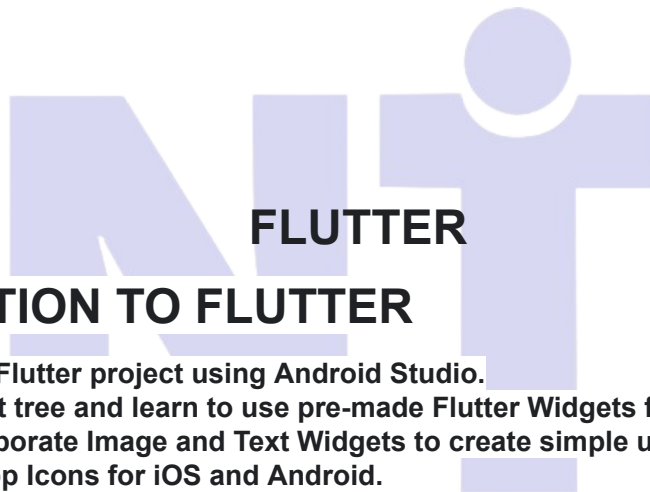 FLUTTER
TION TO FLUTTER
Flutter project using Android Studio.
t tree and learn to use pre-made Flutter Widgets f
porate Image and Text Widgets to create simple u
p Icons for iOS and Android.